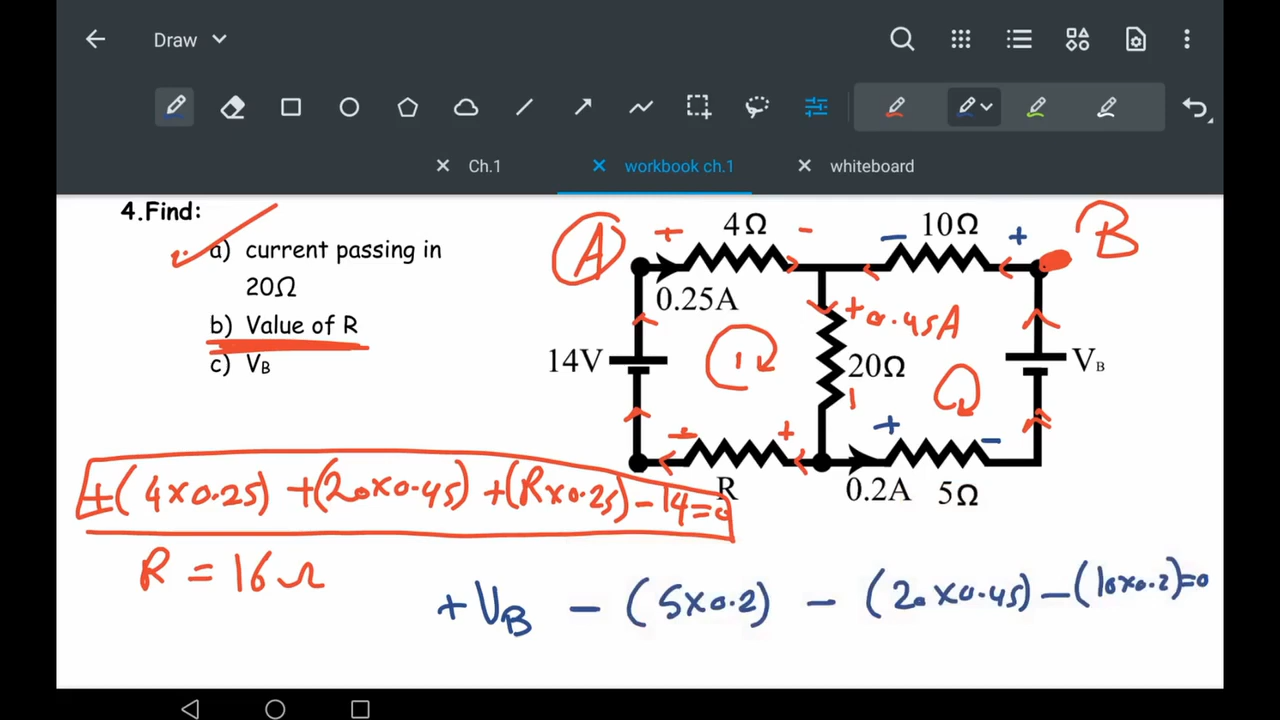 Draw
Ch.1
workbook ch.1
whiteboard
4.Find:
a) current passing in
20Ω
b) Value of R
c) VB
A
+
4Ω
-
-
10Ω
+
B
0.25A
+
0.45A
14V
1
20Ω
VB
-
+
+
-
R
0.2A
5Ω
+(4×0.25) +(20×0.45) +(R×0.25) -14=0
R = 16Ω
+VB - (5×0.2) - (20×0.45) -(10×0.2)=0